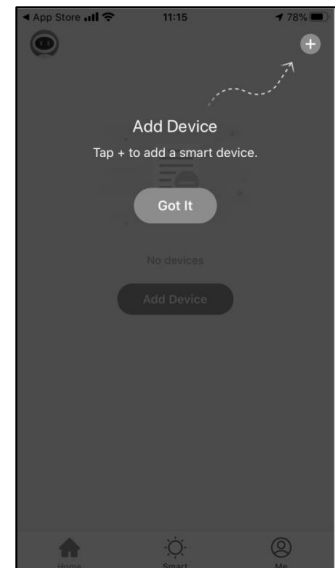 ◀ App Store 11:15 78%
+
Add Device
Tap + to add a smart device.
Got It
No devices
Add Device
Home Smart Me